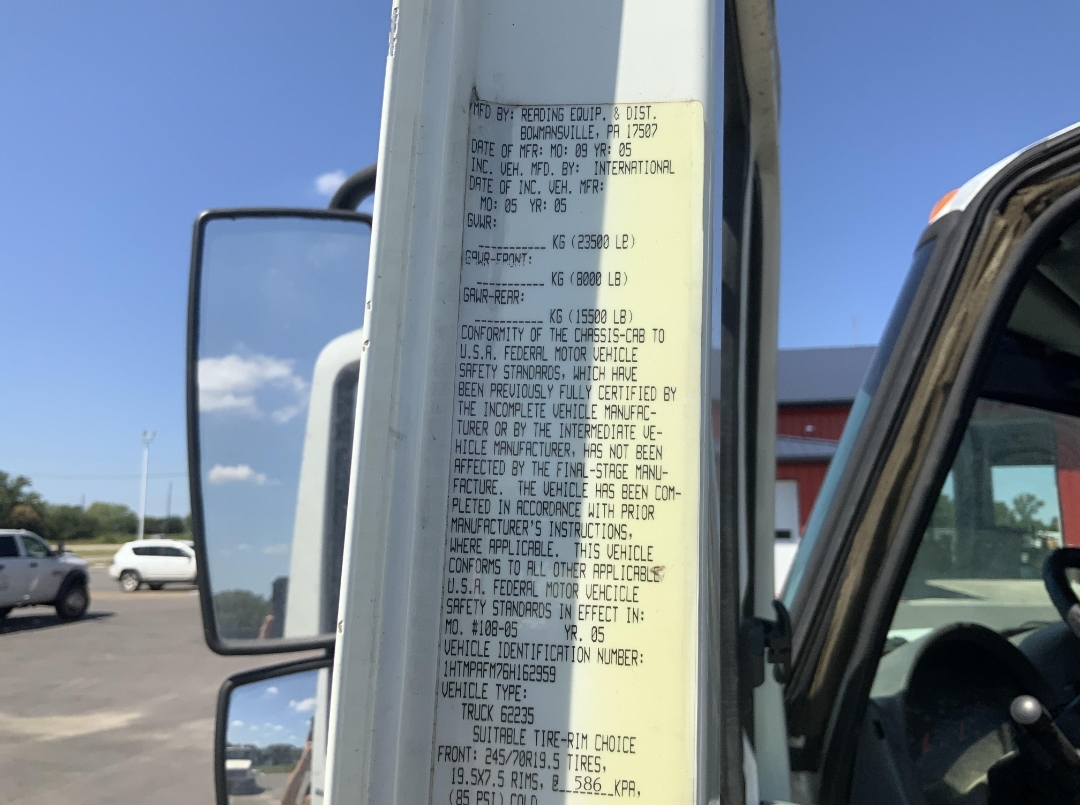 MFD BY: READING EQUIP. & DIST.
BOWMANSVILLE, PA 17507
DATE OF MFR: MO: 09 YR: 05
INC. VEH. MFD. BY: INTERNATIONAL
DATE OF INC. VEH. MFR:
MO: 05 YR: 05
GVWR:
__________ KG (23500 LB)
GAWR-FRONT:
__________ KG (8000 LB)
GAWR-REAR:
__________ KG (15500 LB)
CONFORMITY OF THE CHASSIS-CAB TO
U.S.A. FEDERAL MOTOR VEHICLE
SAFETY STANDARDS, WHICH HAVE
BEEN PREVIOUSLY FULLY CERTIFIED BY
THE INCOMPLETE VEHICLE MANUFAC-
TURER OR BY THE INTERMEDIATE VE-
HICLE MANUFACTURER, HAS NOT BEEN
AFFECTED BY THE FINAL-STAGE MANU-
FACTURE. THE VEHICLE HAS BEEN COM-
PLETED IN ACCORDANCE WITH PRIOR
MANUFACTURER'S INSTRUCTIONS,
WHERE APPLICABLE. THIS VEHICLE
CONFORMS TO ALL OTHER APPLICABLE
U.S.A. FEDERAL MOTOR VEHCICLE
SAFETY STANDARDS IN EFFECT IN:
MO. #108-05 YR. 05
VEHICLE IDENTIFICATION NUMBER:
1HTMPAFM76H162959
VEHICLE TYPE:
TRUCK 62235
SUITABLE TIRE-RIM CHOICE
FRONT: 245/70R19.5 TIRES,
19.5X7.5 RIMS, @__586__KPA,
(85 PSI) COLD